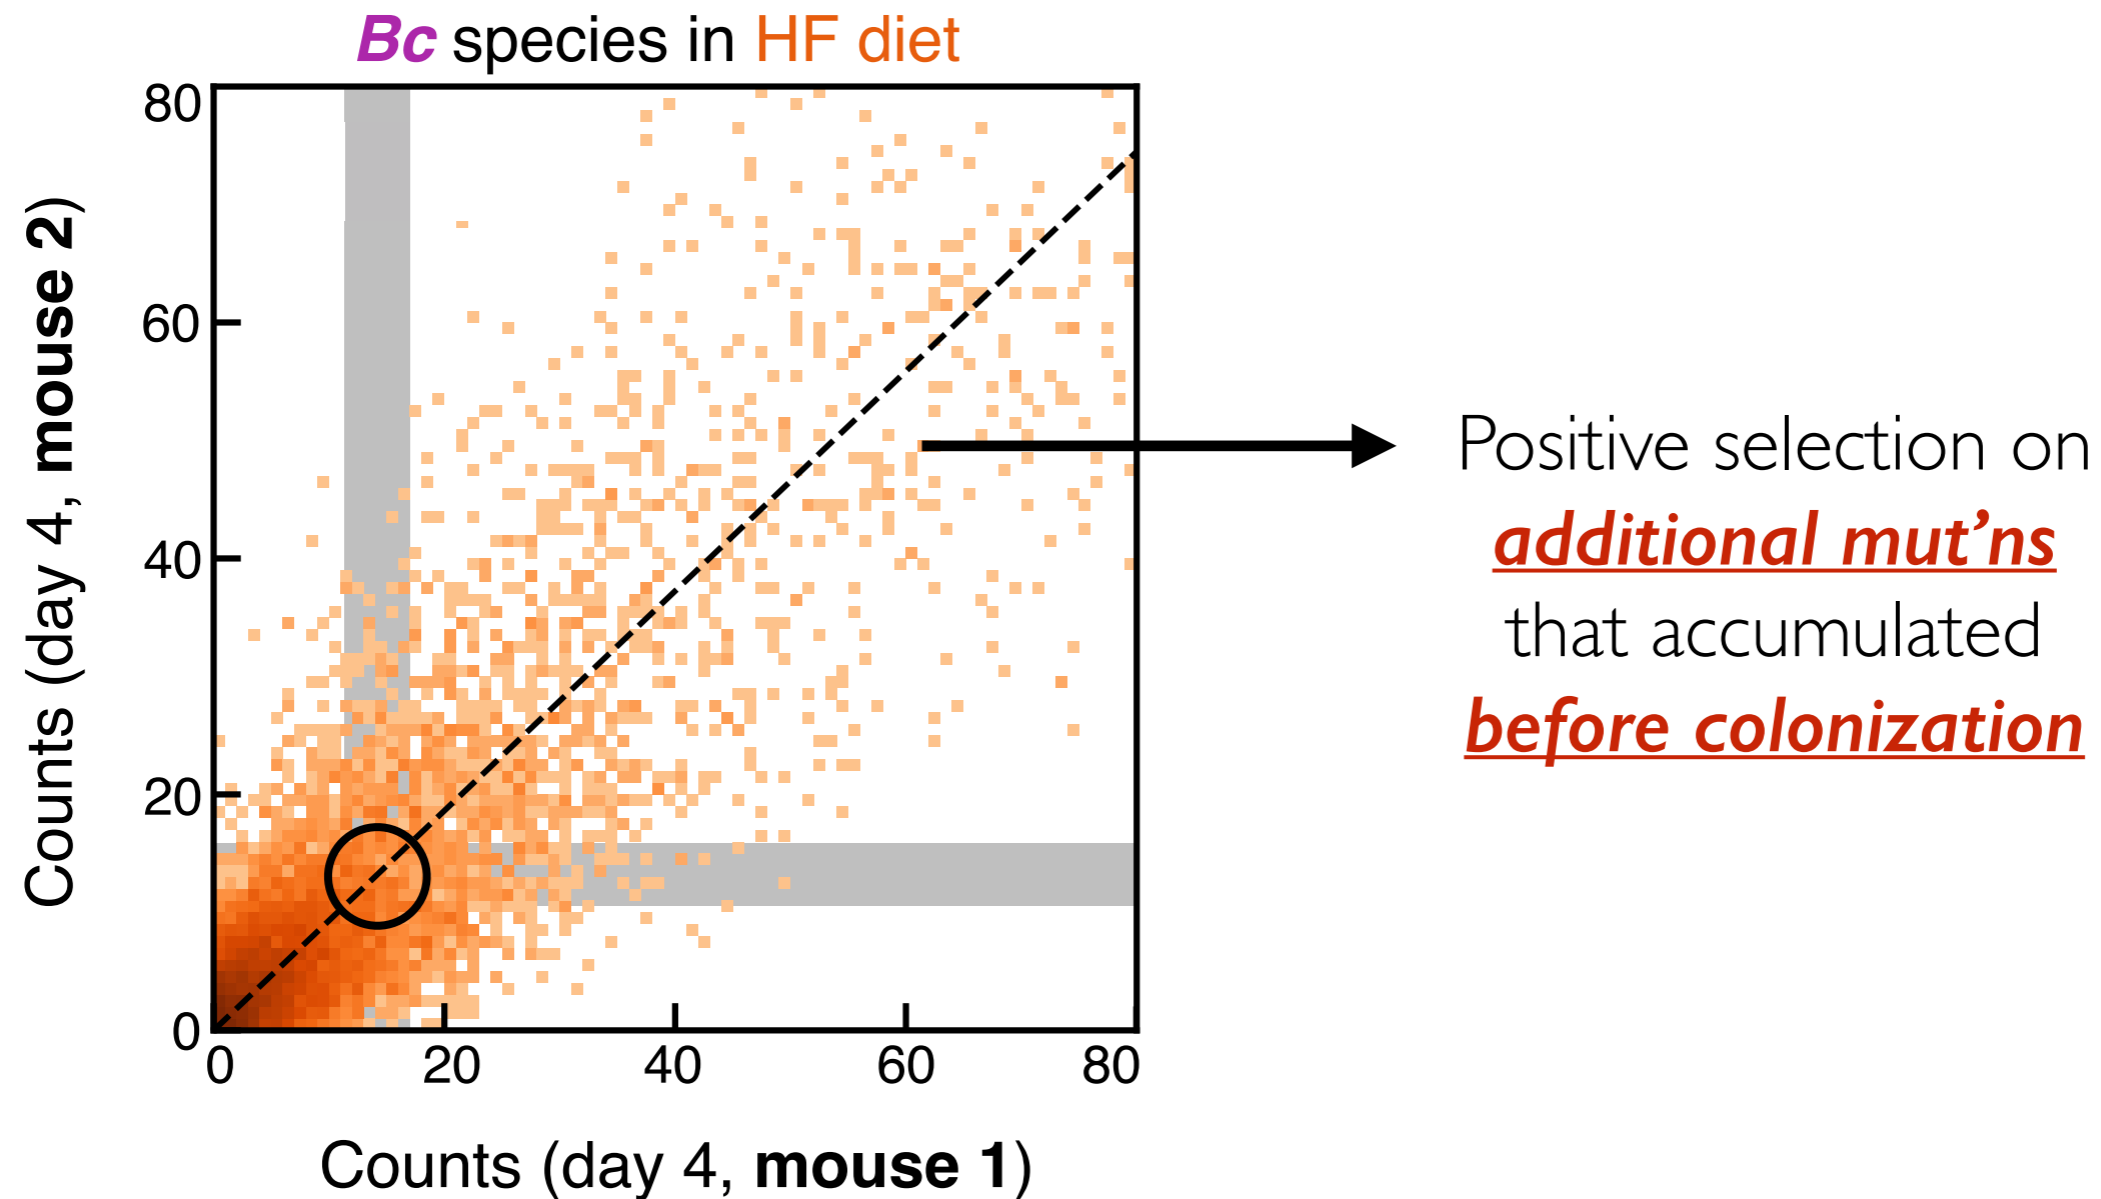 Bc species in HF diet
80
60
40
20
0
0 20 40 60 80
Counts (day 4, mouse 2)
Counts (day 4, mouse 1)
Positive selection on
additional mut’ns
that accumulated
before colonization